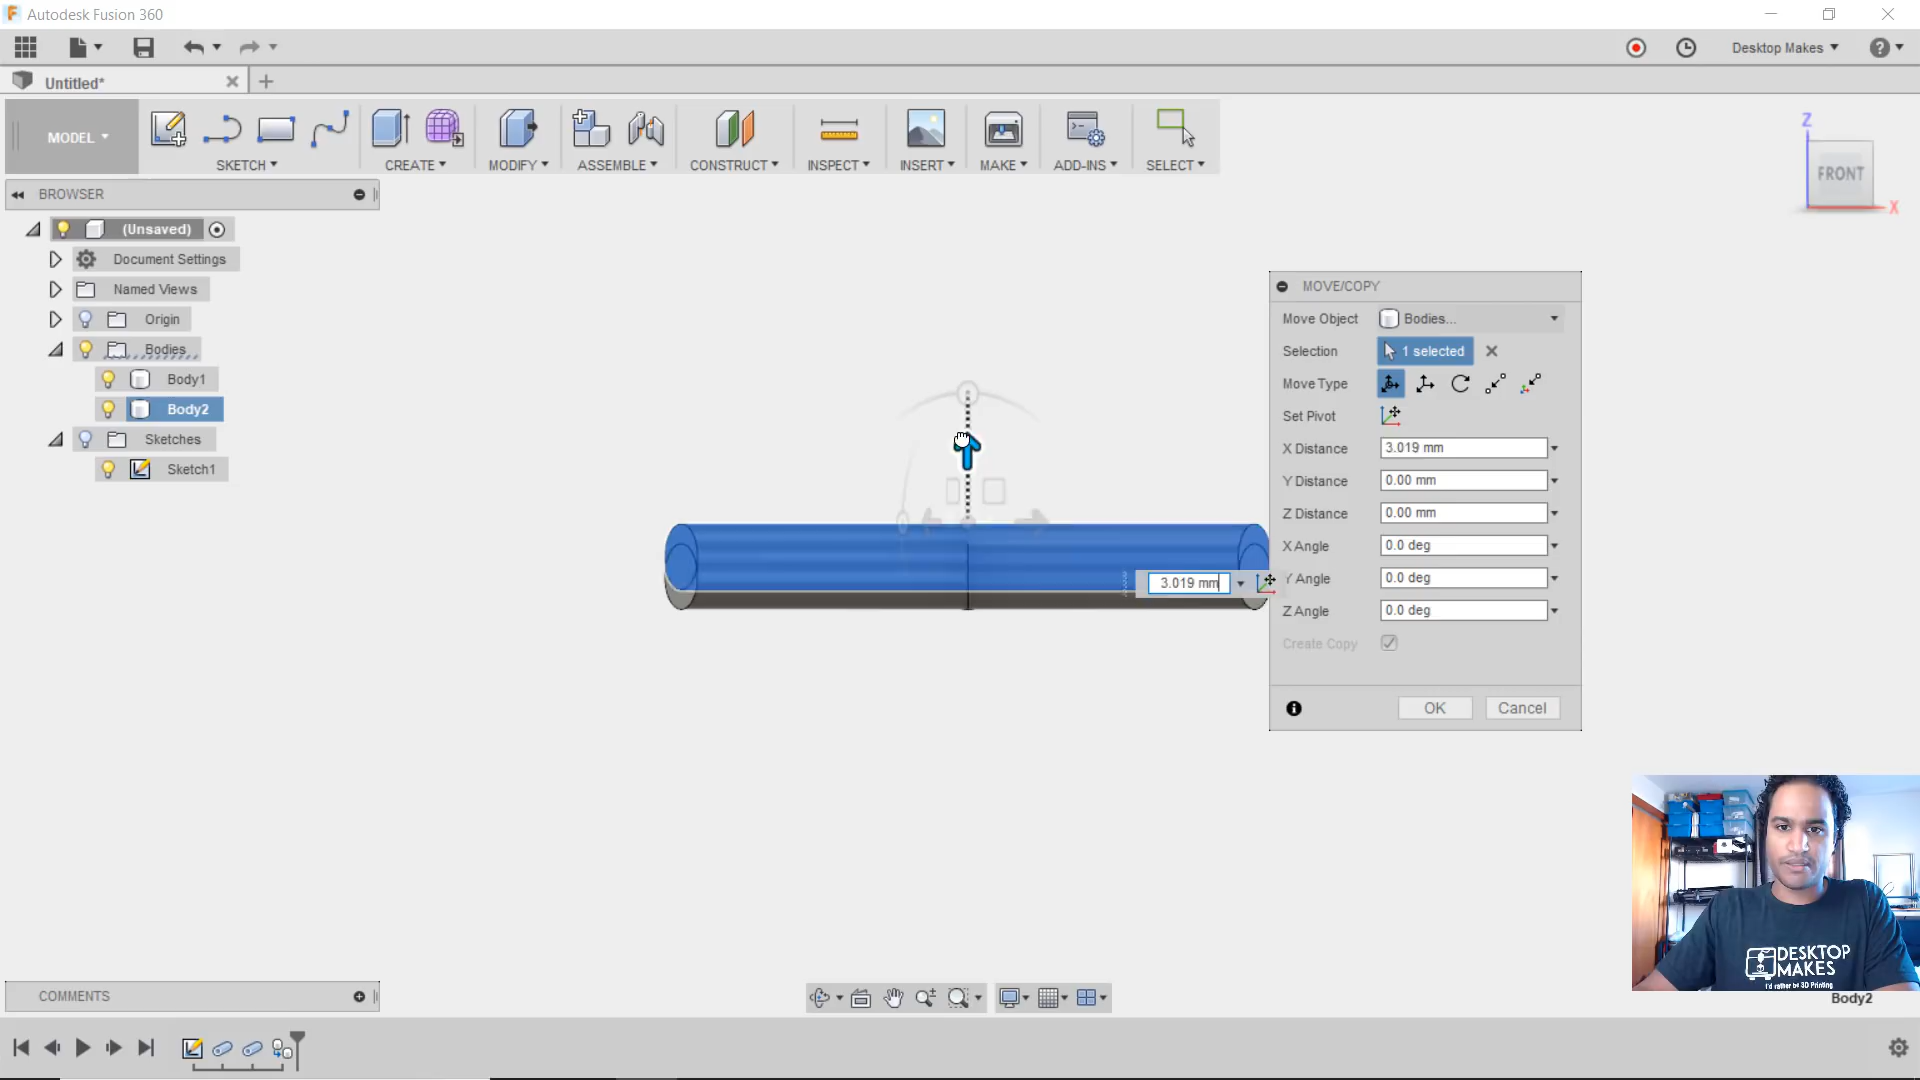 Autodesk Fusion 360
Desktop Makes
Untitled*
MODEL
SKETCH
CREATE
MODIFY
ASSEMBLE
CONSTRUCT
INSPECT
INSERT
MAKE
ADD-INS
SELECT
BROWSER
(Unsaved)
Document Settings
Named Views
Origin
Bodies
Body1
Body2
Sketches
Sketch1
Z
FRONT
X
MOVE/COPY
Move Object Bodies...
Selection 1 selected
Move Type
Set Pivot
X Distance 3.019 mm
Y Distance 0.00 mm
Z Distance 0.00 mm
X Angle 0.0 deg
Y Angle 0.0 deg
Z Angle 0.0 deg
Create Copy
OK Cancel
3.019 mm
DESKTOP
MAKES
I'd rather be 3D Printing
Body2
COMMENTS